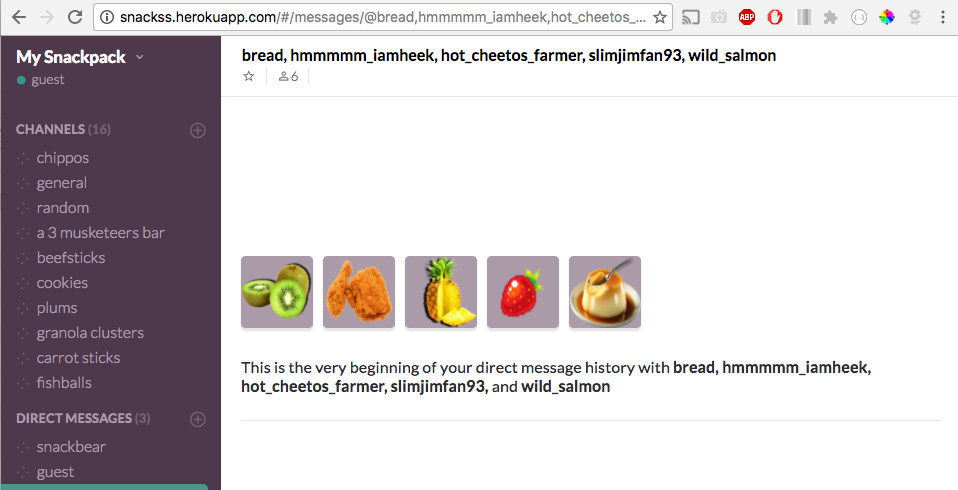 snackss.herokuapp.com/#/messages/@bread,hmmmmm_iamheek,hot_cheetos_...
ABP
My Snackpack
guest
CHANNELS (16)
chippos
general
random
a 3 musketeers bar
beefsticks
cookies
plums
granola clusters
carrot sticks
fishballs
DIRECT MESSAGES (3)
snackbear
guest
bread, hmmmmm_iamheek, hot_cheetos_farmer, slimjimfan93, wild_salmon
6
This is the very beginning of your direct message history with bread, hmmmmm_iamheek,
hot_cheetos_farmer, slimjimfan93, and wild_salmon